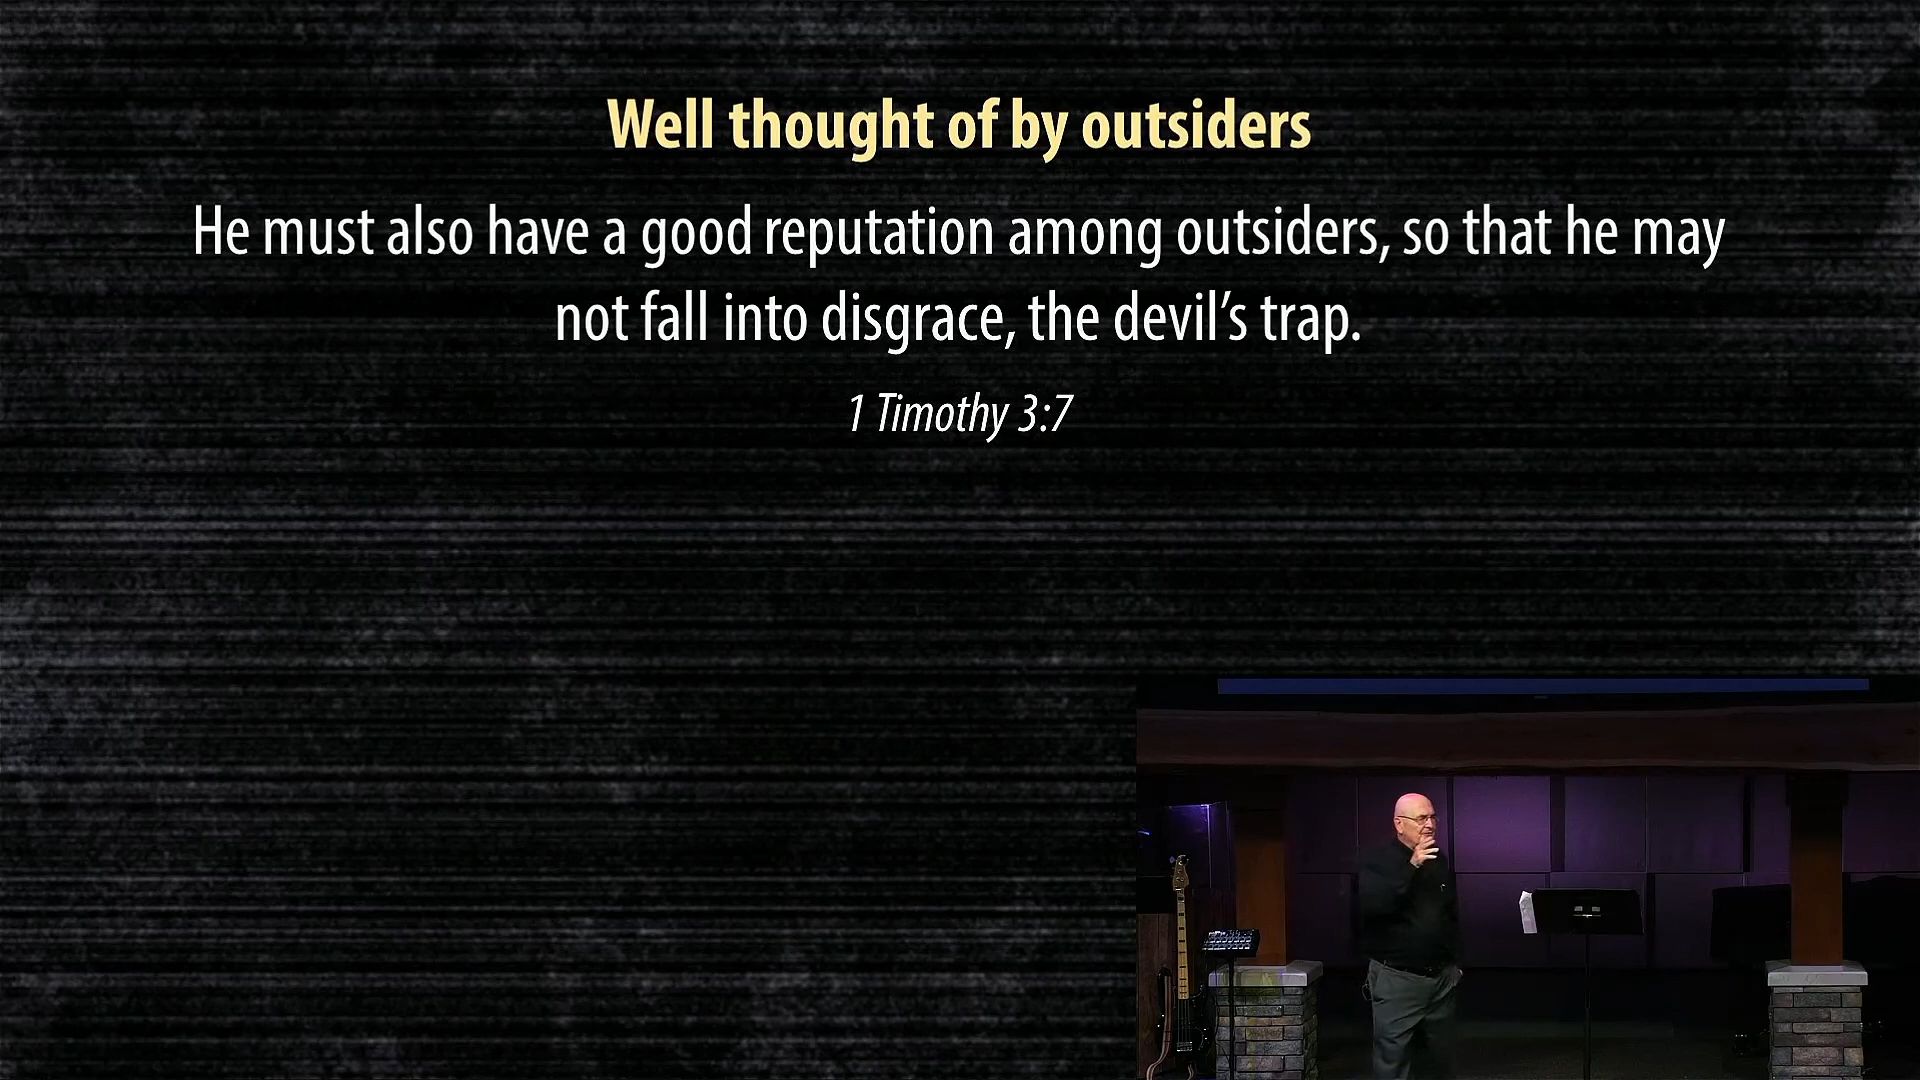 Well thought of by outsiders
He must also have a good reputation among outsiders, so that he may
not fall into disgrace, the devil’s trap.
1 Timothy 3:7